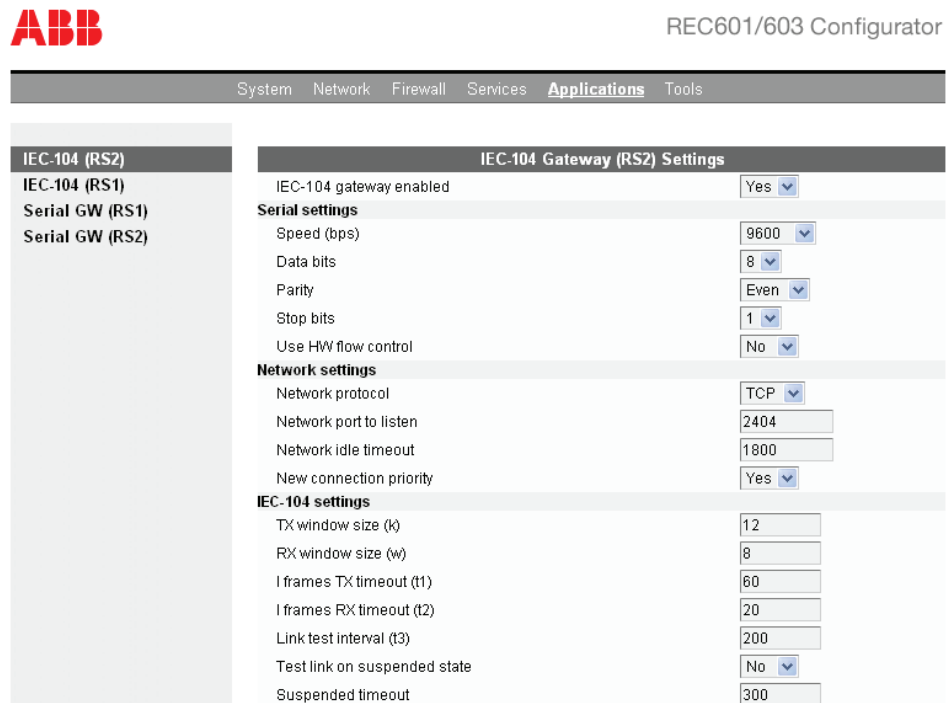 ABB
REC601/603 Configurator
System Network Firewall Services Applications Tools
IEC-104 (RS2)
IEC-104 (RS1)
Serial GW (RS1)
Serial GW (RS2)
IEC-104 Gateway (RS2) Settings
IEC-104 gateway enabled Yes
Serial settings
Speed (bps) 9600
Data bits 8
Parity Even
Stop bits 1
Use HW flow control No
Network settings
Network protocol TCP
Network port to listen 2404
Network idle timeout 1800
New connection priority Yes
IEC-104 settings
TX window size (k) 12
RX window size (w) 8
I frames TX timeout (t1) 60
I frames RX timeout (t2) 20
Link test interval (t3) 200
Test link on suspended state No
Suspended timeout 300